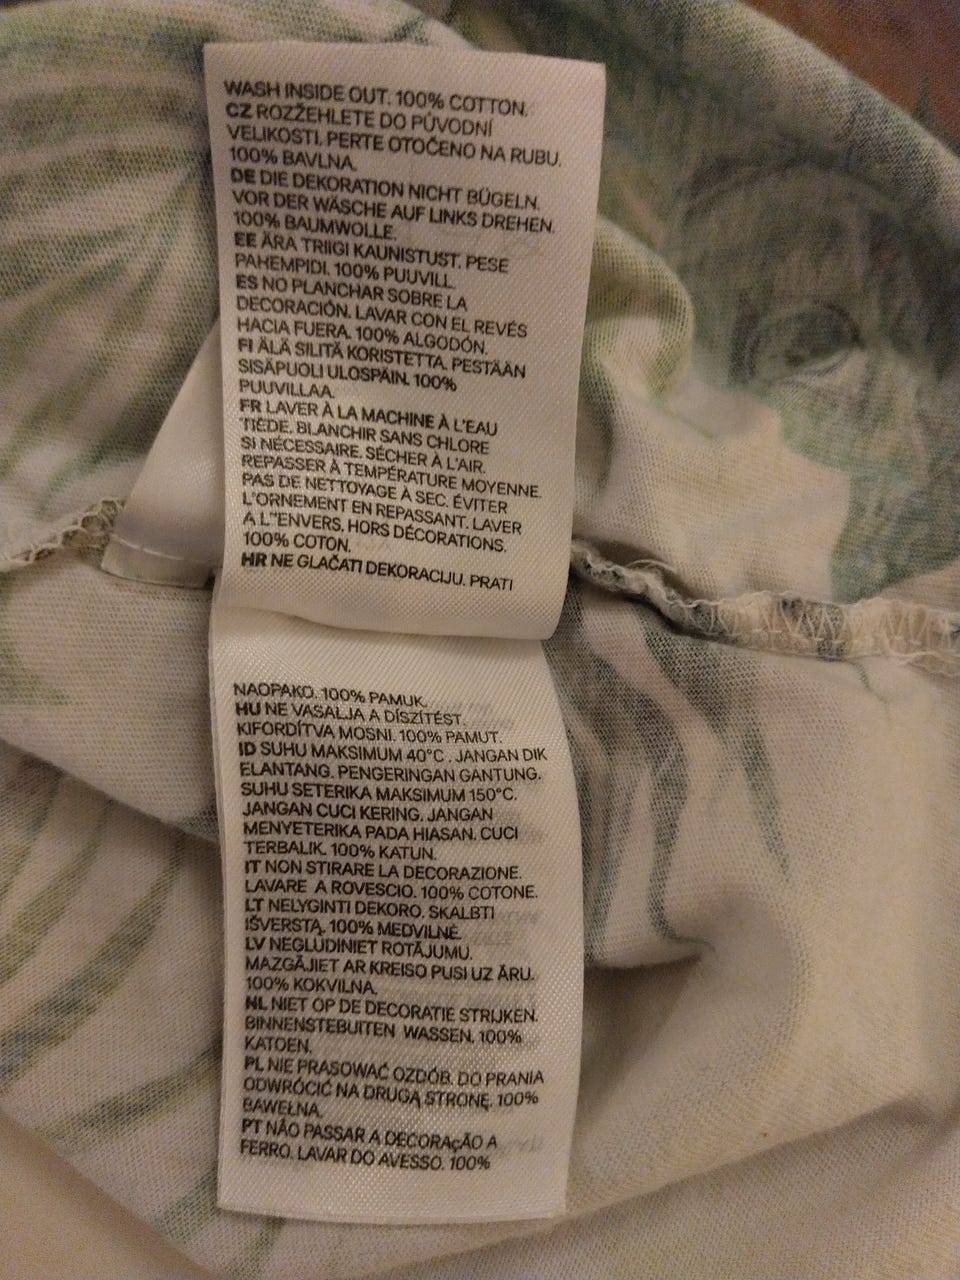 WASH INSIDE OUT. 100% COTTON.
CZ ROZŽEHLETE DO PŮVODNÍ
VELIKOSTI. PERTE OTOČENO NA RUBU.
100% BAVLNA.
DE DIE DEKORATION NICHT BÜGELN.
VOR DER WÄSCHE AUF LINKS DREHEN.
100% BAUMWOLLE.
EE ÄRA TRIIGI KAUNISTUST. PESE
PAHEMPIDI. 100% PUUVILL.
ES NO PLANCHAR SOBRE LA
DECORACIÓN. LAVAR CON EL REVÉS
HACIA FUERA. 100% ALGODÓN.
FI ÄLÄ SILITÄ KORISTETTA. PESTÄÄN
SISÄPUOLI ULOSPÄIN. 100%
PUUVILLAA.
FR LAVER À LA MACHINE À L'EAU
TIÈDE. BLANCHIR SANS CHLORE
SI NÉCESSAIRE. SÉCHER À L'AIR.
REPASSER À TEMPÉRATURE MOYENNE.
PAS DE NETTOYAGE À SEC. ÉVITER
L'ORNEMENT EN REPASSANT. LAVER
À L''ENVERS, HORS DÉCORATIONS.
100% COTON.
HR NE GLAČATI DEKORACIJU. PRATI
NAOPAKO. 100% PAMUK.
HU NE VASALJA A DÍSZÍTÉST.
KIFORDÍTVA MOSNI. 100% PAMUT.
ID SUHU MAKSIMUM 40°C . JANGAN DIK
ELANTANG. PENGERINGAN GANTUNG.
SUHU SETERIKA MAKSIMUM 150°C.
JANGAN CUCI KERING. JANGAN
MENYETERIKA PADA HIASAN. CUCI
TERBALIK. 100% KATUN.
IT NON STIRARE LA DECORAZIONE.
LAVARE A ROVESCIO. 100% COTONE.
LT NELYGINTI DEKORO. SKALBTI
IŠVERSTĄ. 100% MEDVILNĖ.
LV NEGLUDINIET ROTĀJUMU.
MAZGĀJIET AR KREISO PUSI UZ ĀRU.
100% KOKVILNA.
NL NIET OP DE DECORATIE STRIJKEN.
BINNENSTEBUITEN WASSEN. 100%
KATOEN.
PL NIE PRASOWAĆ OZDÓB. DO PRANIA
ODWRÓCIĆ NA DRUGĄ STRONĘ. 100%
BAWEŁNA.
PT NÃO PASSAR A DECORAçÃO A
FERRO. LAVAR DO AVESSO. 100%